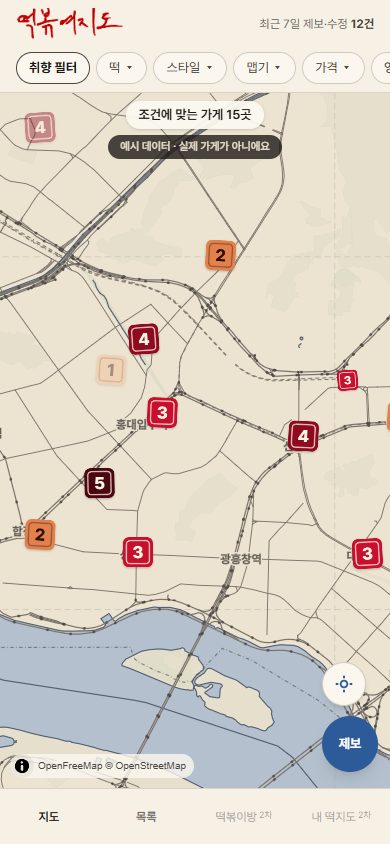 떡볶에지도
최근 7일 제보·수정 12건
취향 필터
떡
스타일
맵기
가격
조건에 맞는 가게 15곳
예시 데이터 · 실제 가게가 아니에요
4
2
4
1
3
3
4
5
2
3
3
광흥창역
OpenFreeMap © OpenStreetMap
제보
지도
목록
떡볶이방 2차
내 떡지도 2차